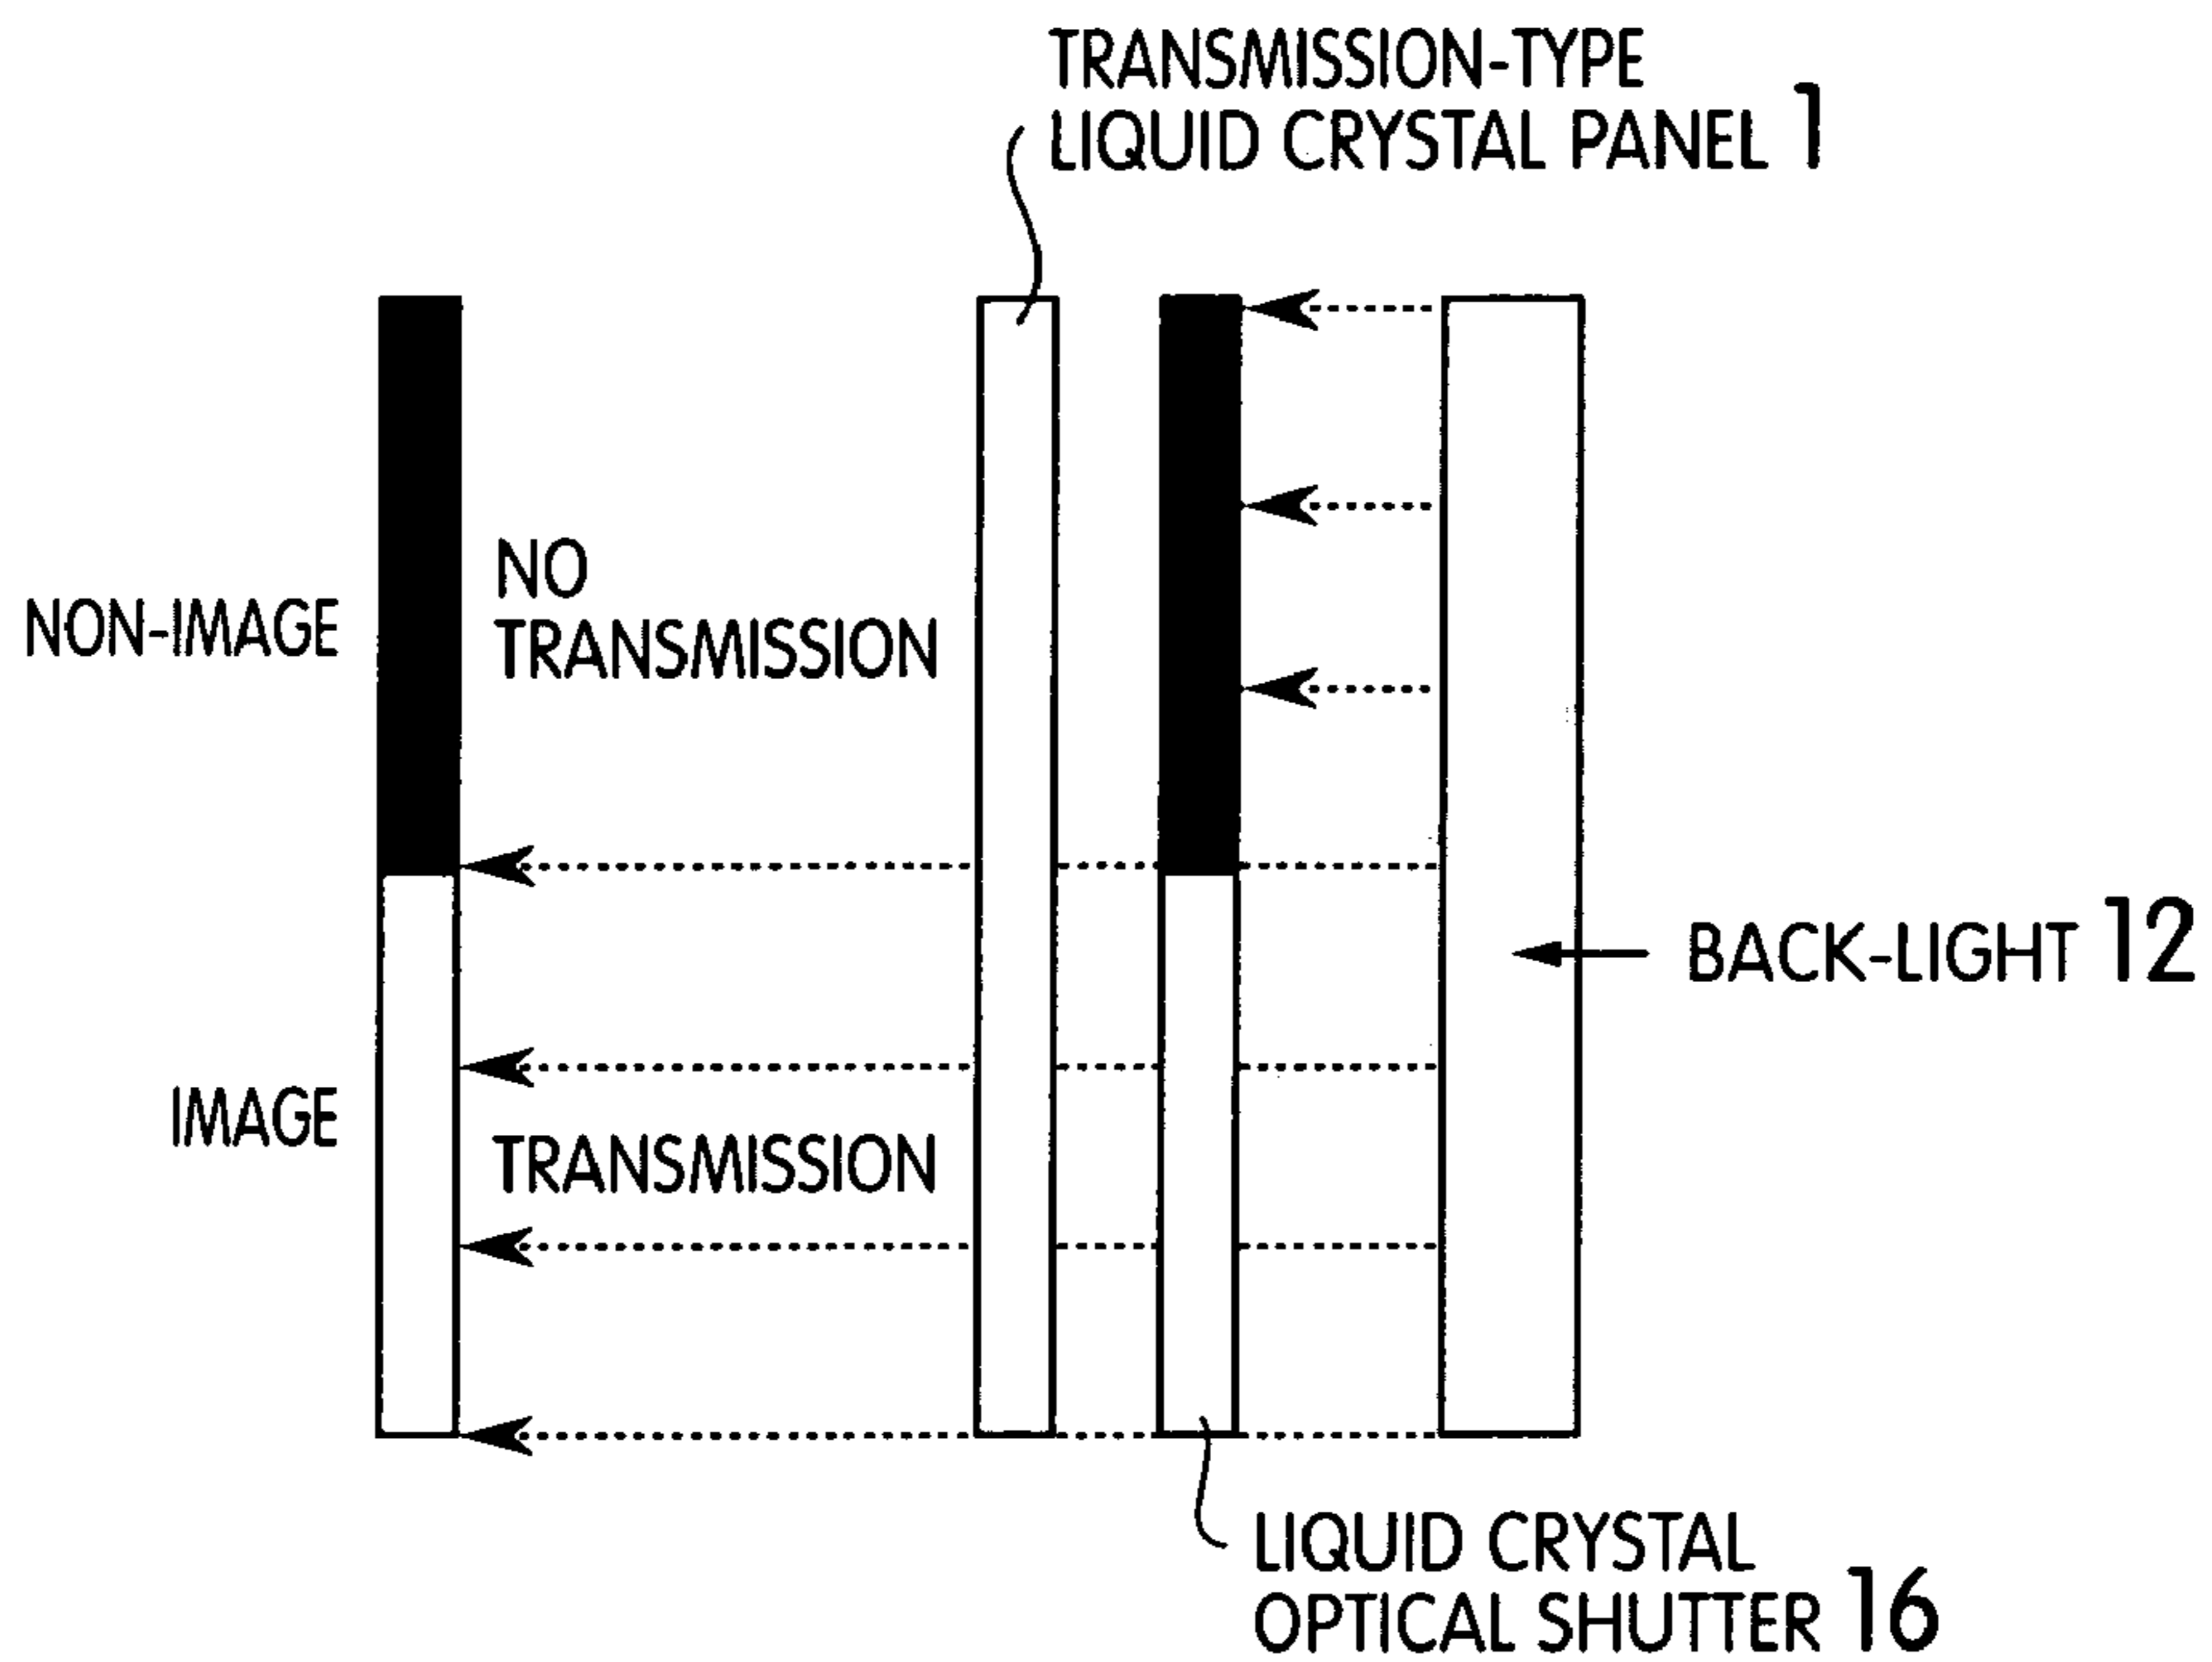 TRANSMISSION-TYPE
LIQUID CRYSTAL PANEL 1
NO
NON-IMAGE
TRANSMISSION
BACK-LIGHT 12
IMAGE
TRANSMISSION
LIQUID CRYSTAL
OPTICAL SHUTTER 16